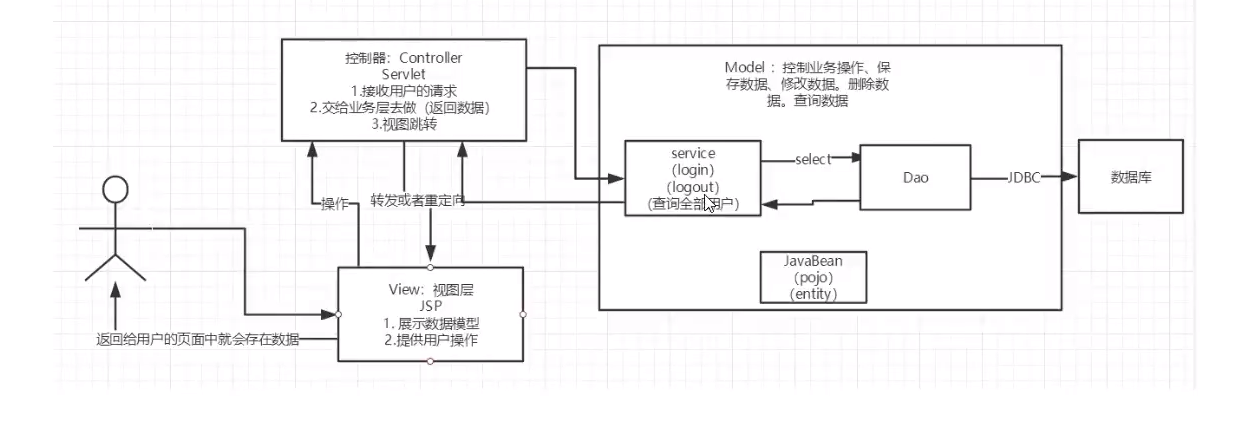 控制器：Controller
Servlet
1.接收用户的请求
2.交给业务层去做（返回数据）
3.视图跳转
Model ：控制业务操作、保
存数据、修改数据。删除数
据。查询数据
service
（login）
（logout）
（查询全部用户）
select
Dao
JDBC
数据库
操作
转发或者重定向
JavaBean
（pojo）
（entity）
View：视图层
JSP
1. 展示数据模型
2.提供用户操作
返回给用户的页面中就会存在数据